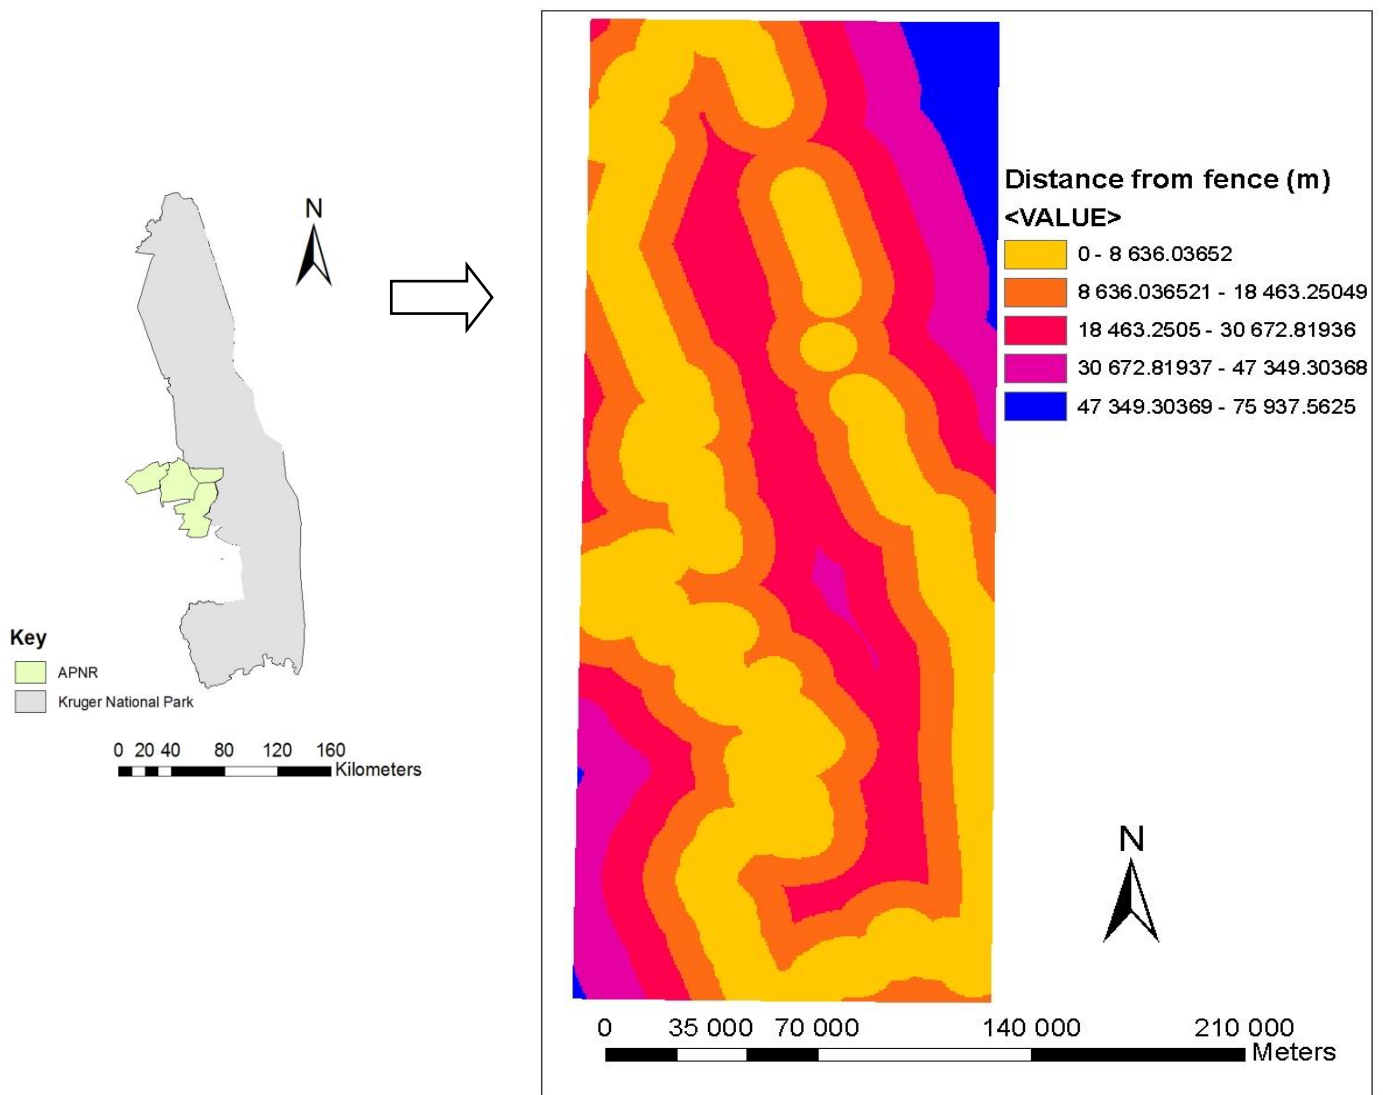 N
Key
APNR
Kruger National Park
0 20 40 80 120 160
Kilometers
Distance from fence (m)
<VALUE>
0 - 8 636.03652
8 636.036521 - 18 463.25049
18 463.2505 - 30 672.81936
30 672.81937 - 47 349.30368
47 349.30369 - 75 937.5625
N
0 35 000 70 000 140 000 210 000
Meters